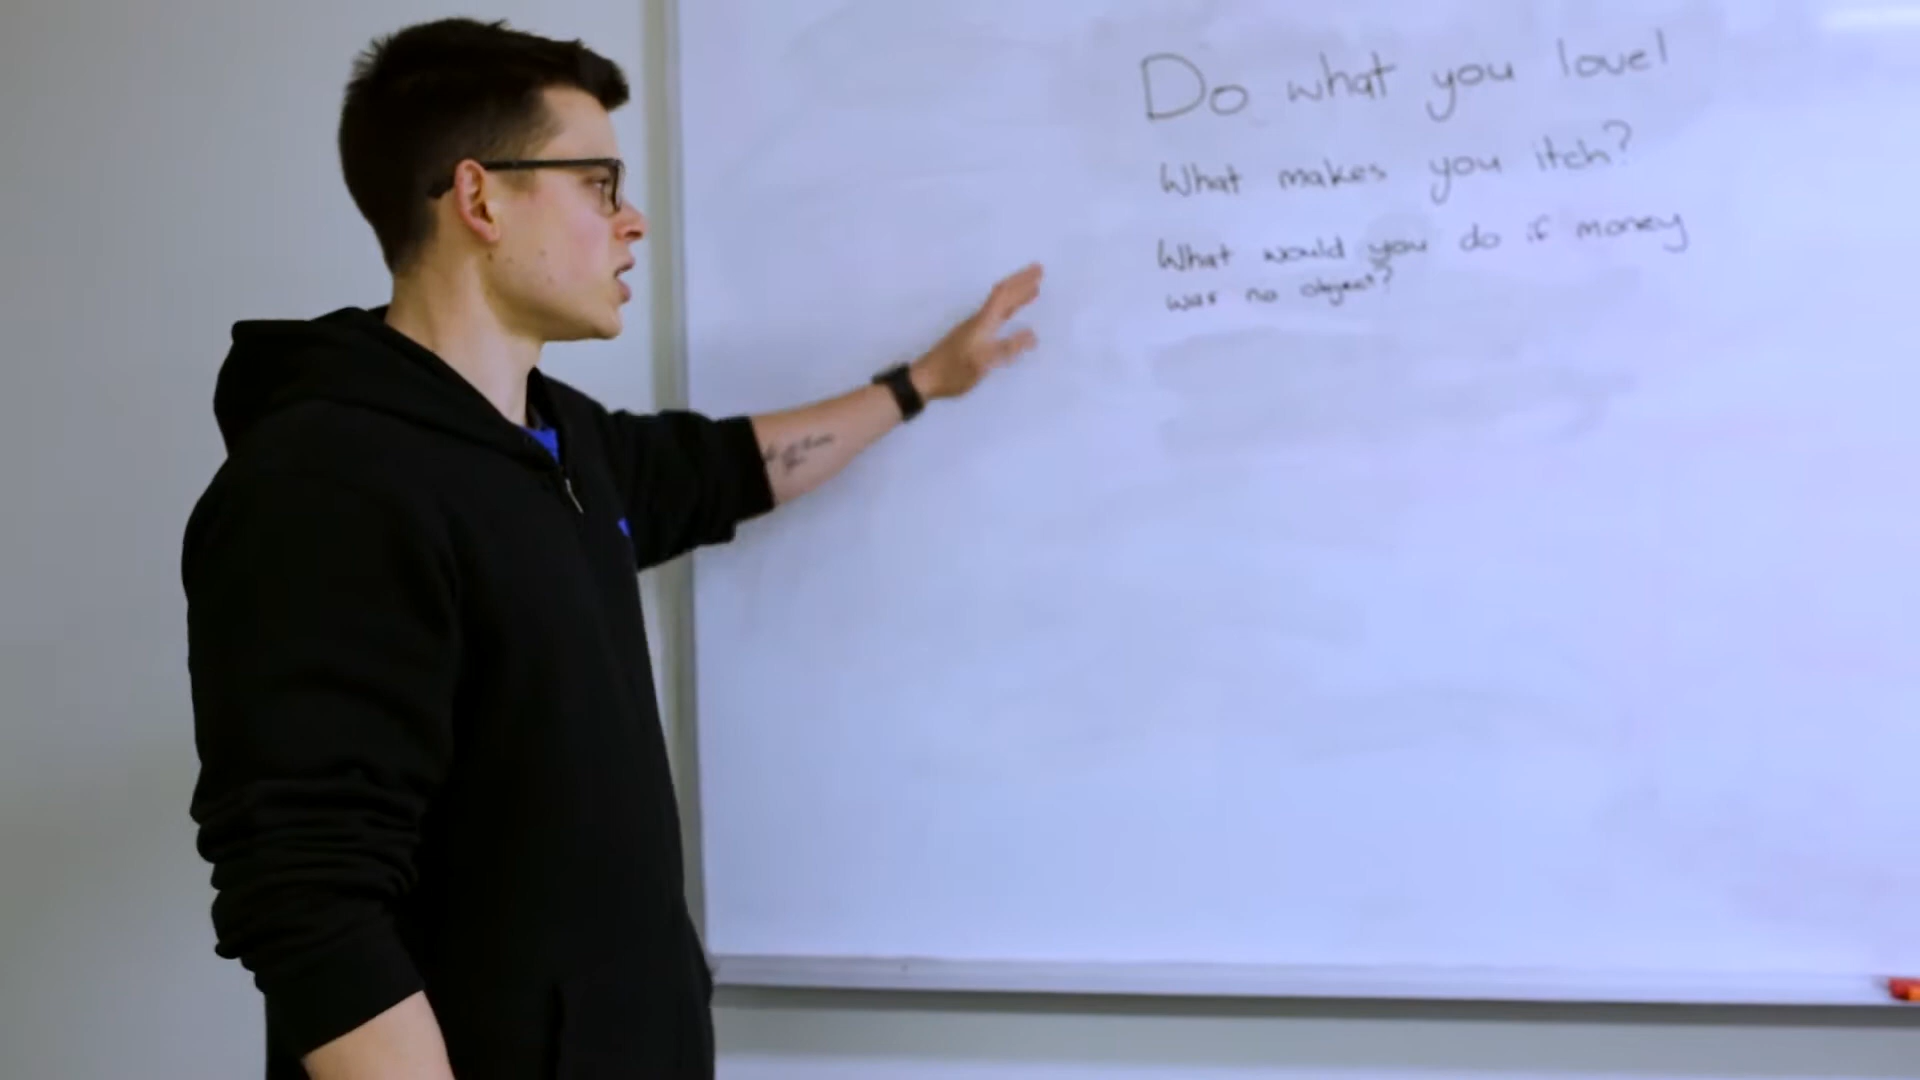 Do what you love!
What makes you itch?
What would you do if money
was no object?